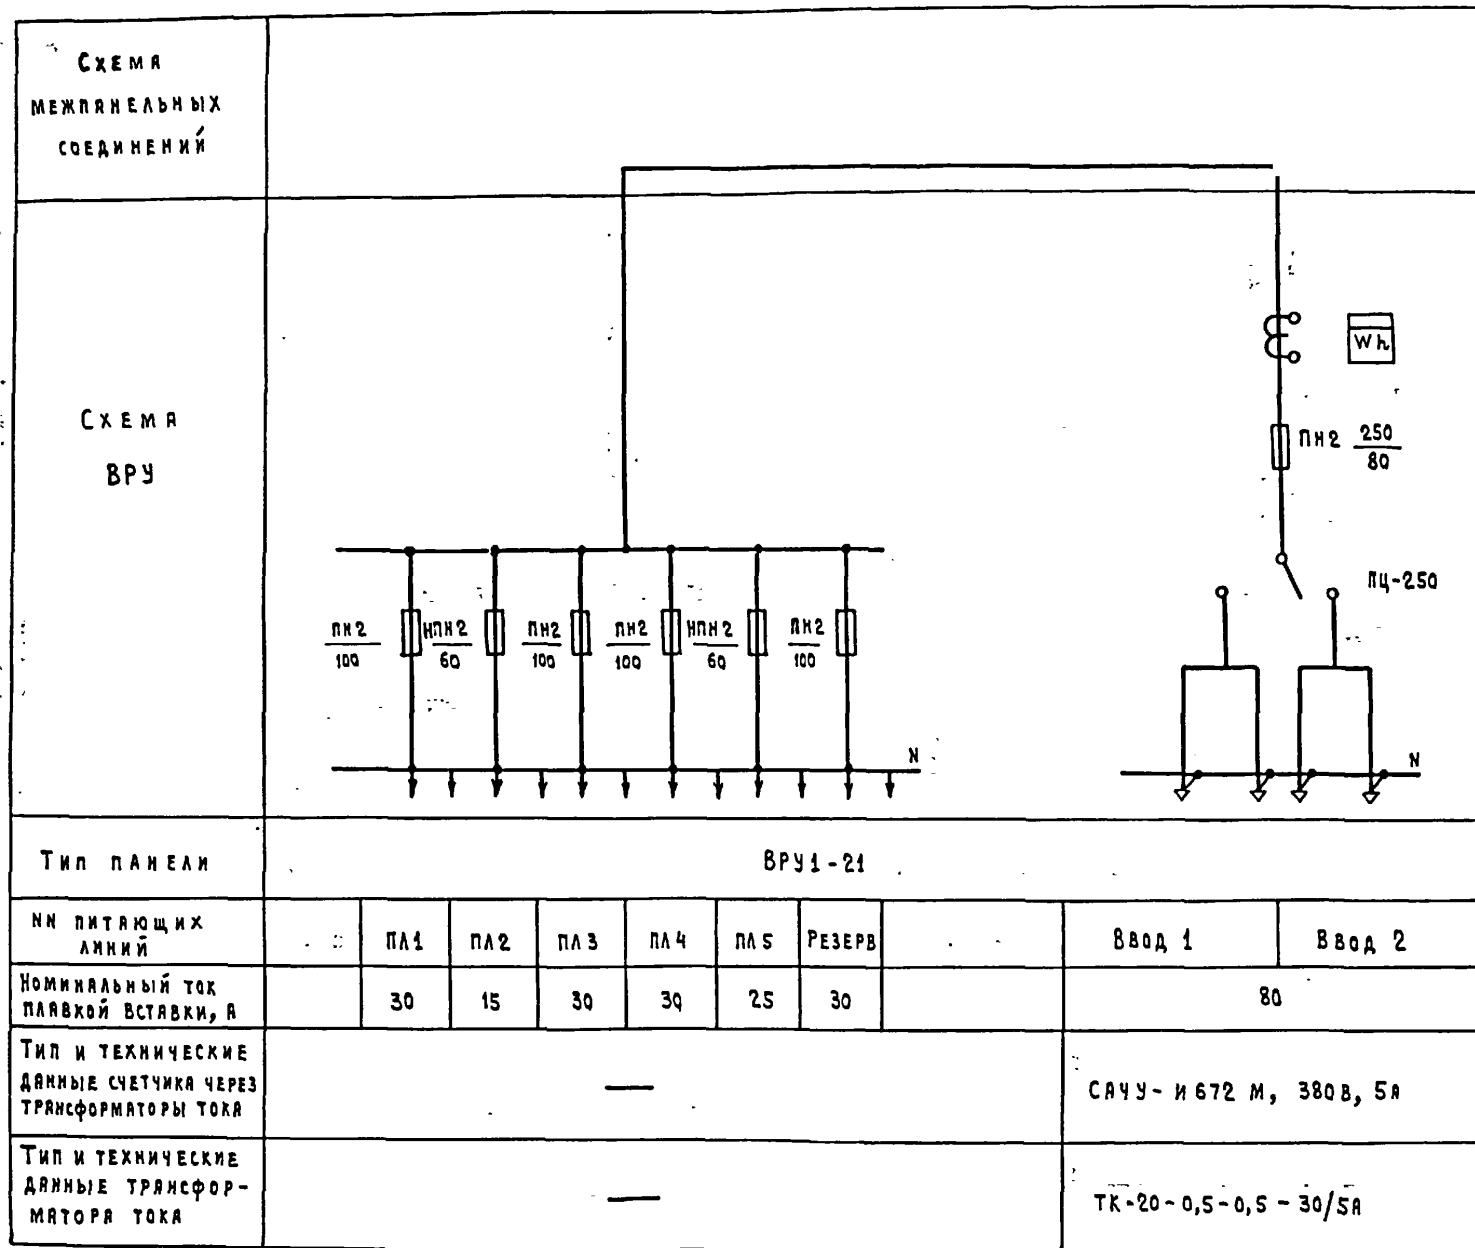 Схема
межпанельных
соединений
Wh
ПН2 250
80
Схема
ВРУ
ПЦ-250
ПН2 НПН2 ПН2 ПН2 НПН2 ПН2
100 60 100 100 60 100
N N
Тип панели ВРУ1-21
NN питающих
линий
ПЛ1 ПЛ2 ПЛ3 ПЛ4 ПЛ5 Резерв Ввод 1 Ввод 2
Номинальный ток
плавкой вставки, А
30 15 30 30 25 30 80
Тип и технические
данные счетчика через
трансформаторы тока
— САЧУ-И672 М, 380В, 5А
Тип и технические
данные трансфор-
матора тока
— ТК-20-0,5-0,5-30/5А